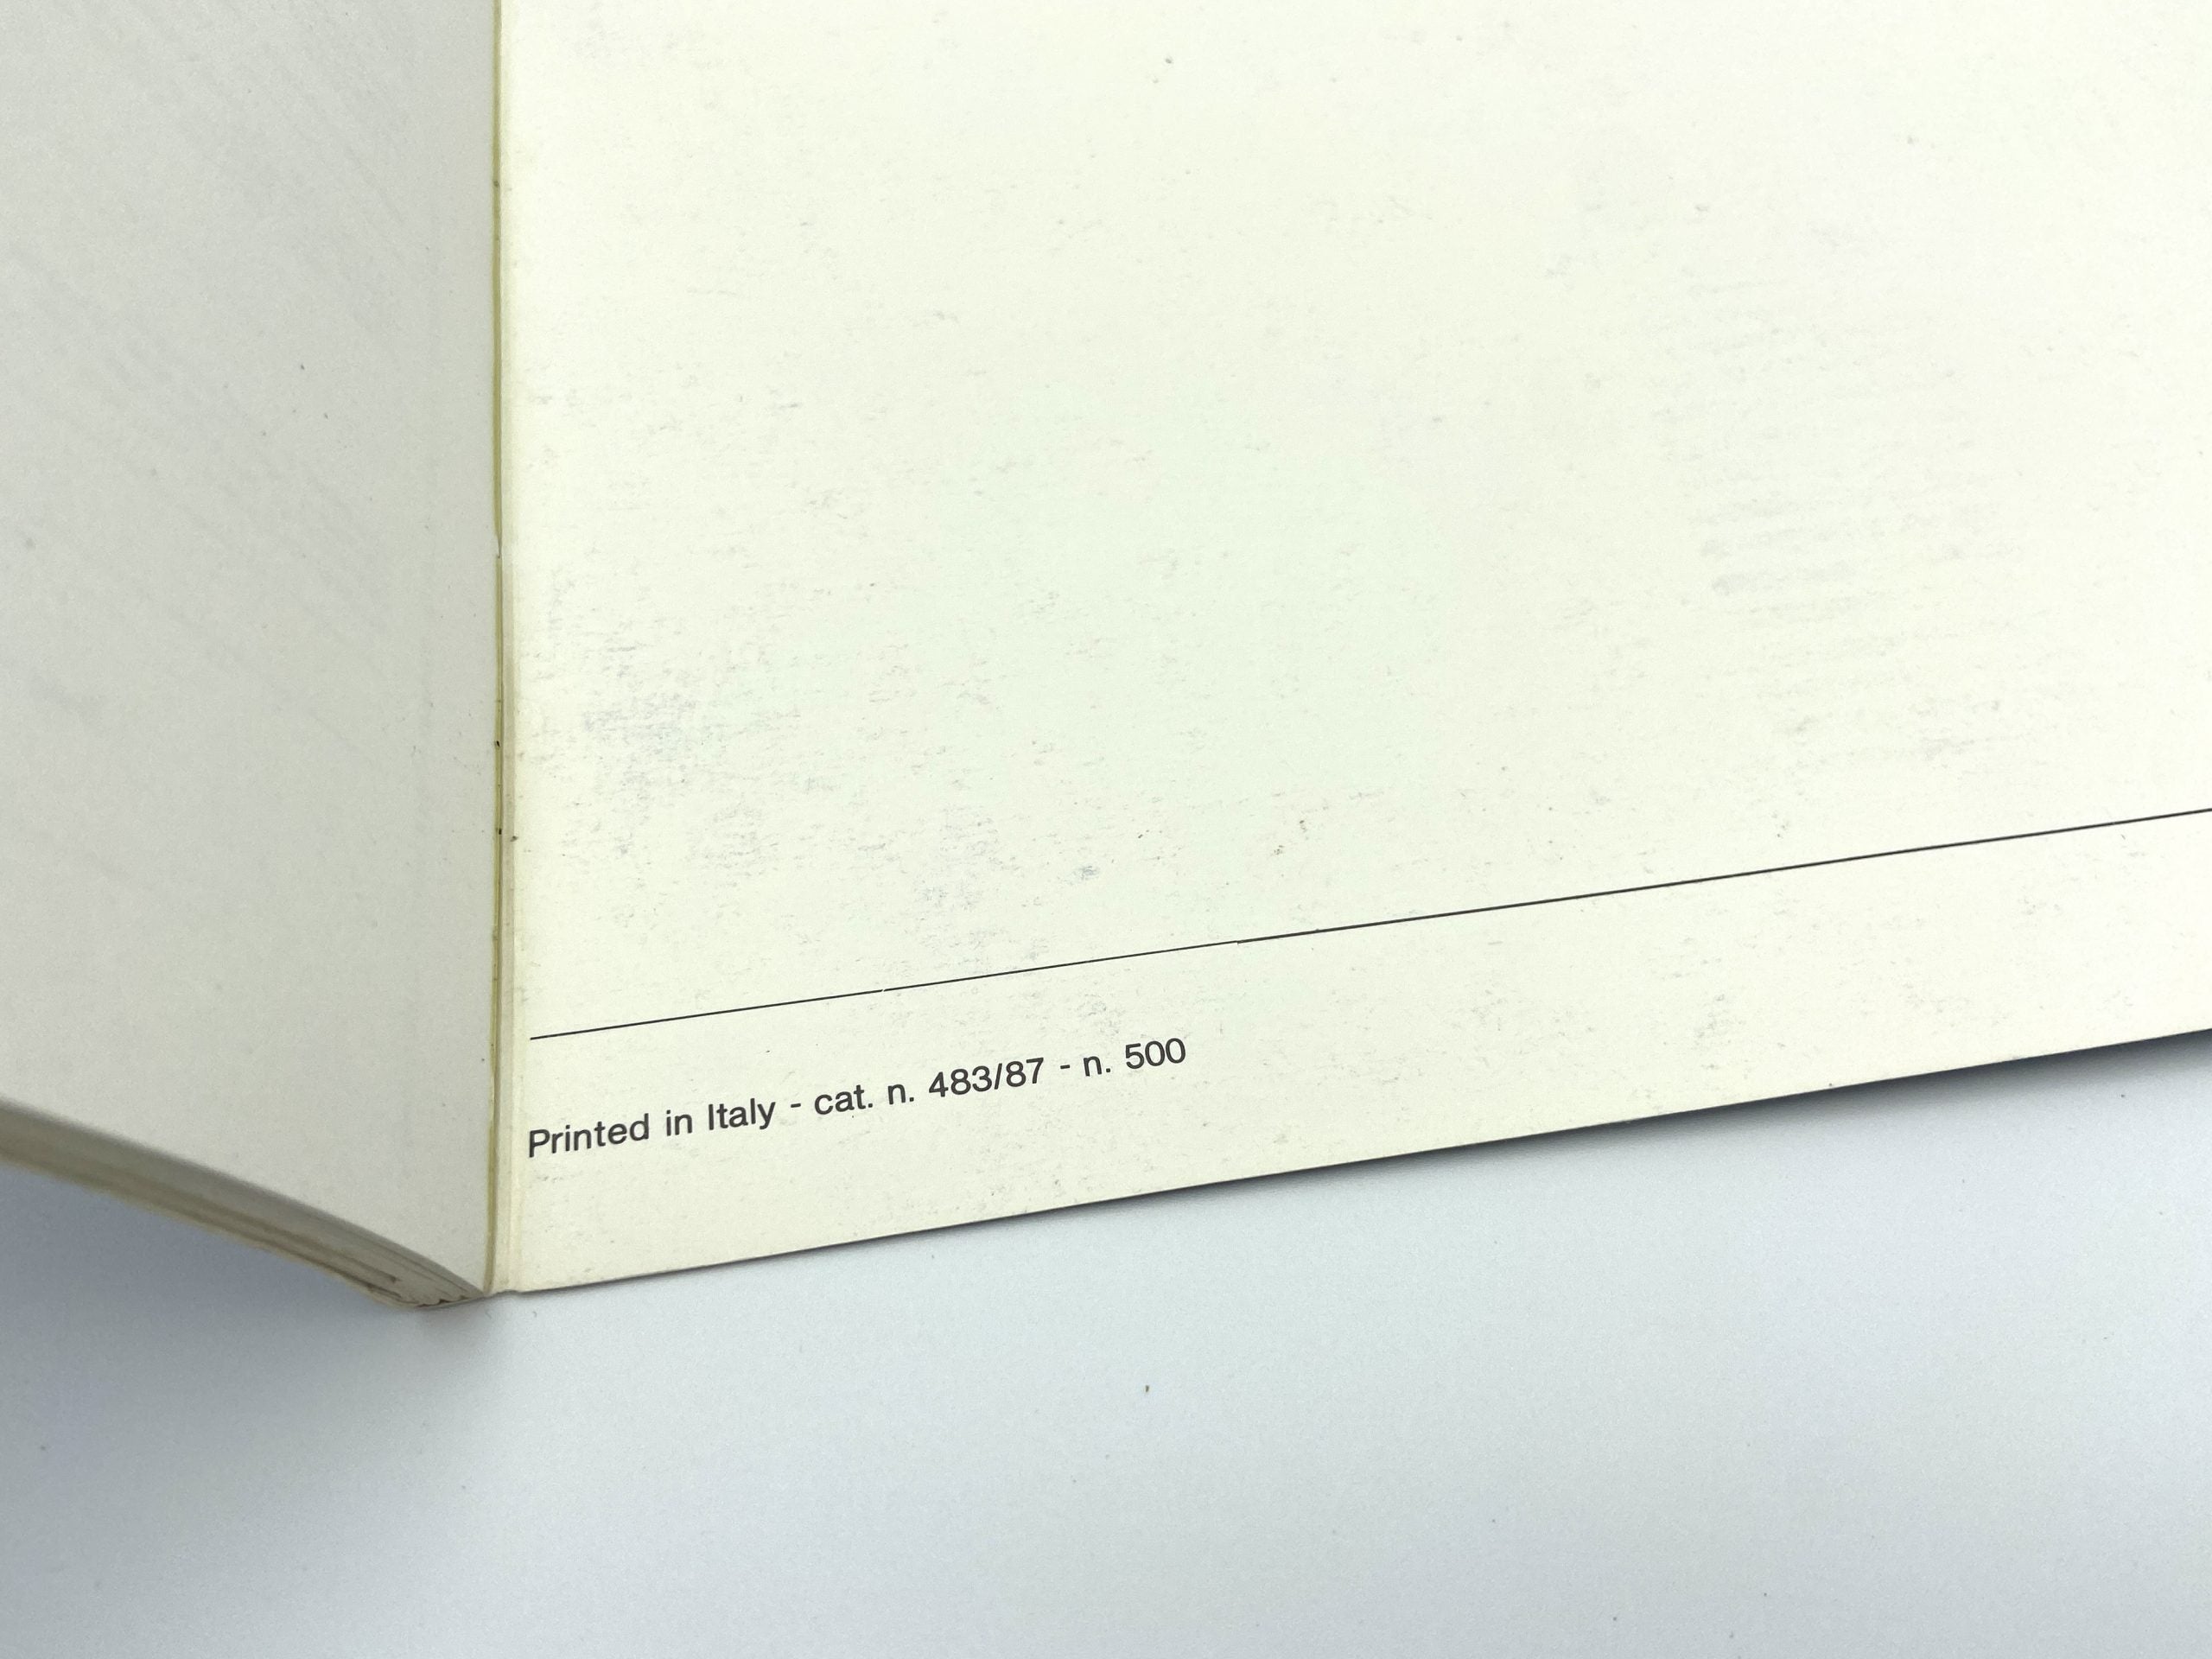 Printed in Italy - cat. n. 483/87 - n. 500